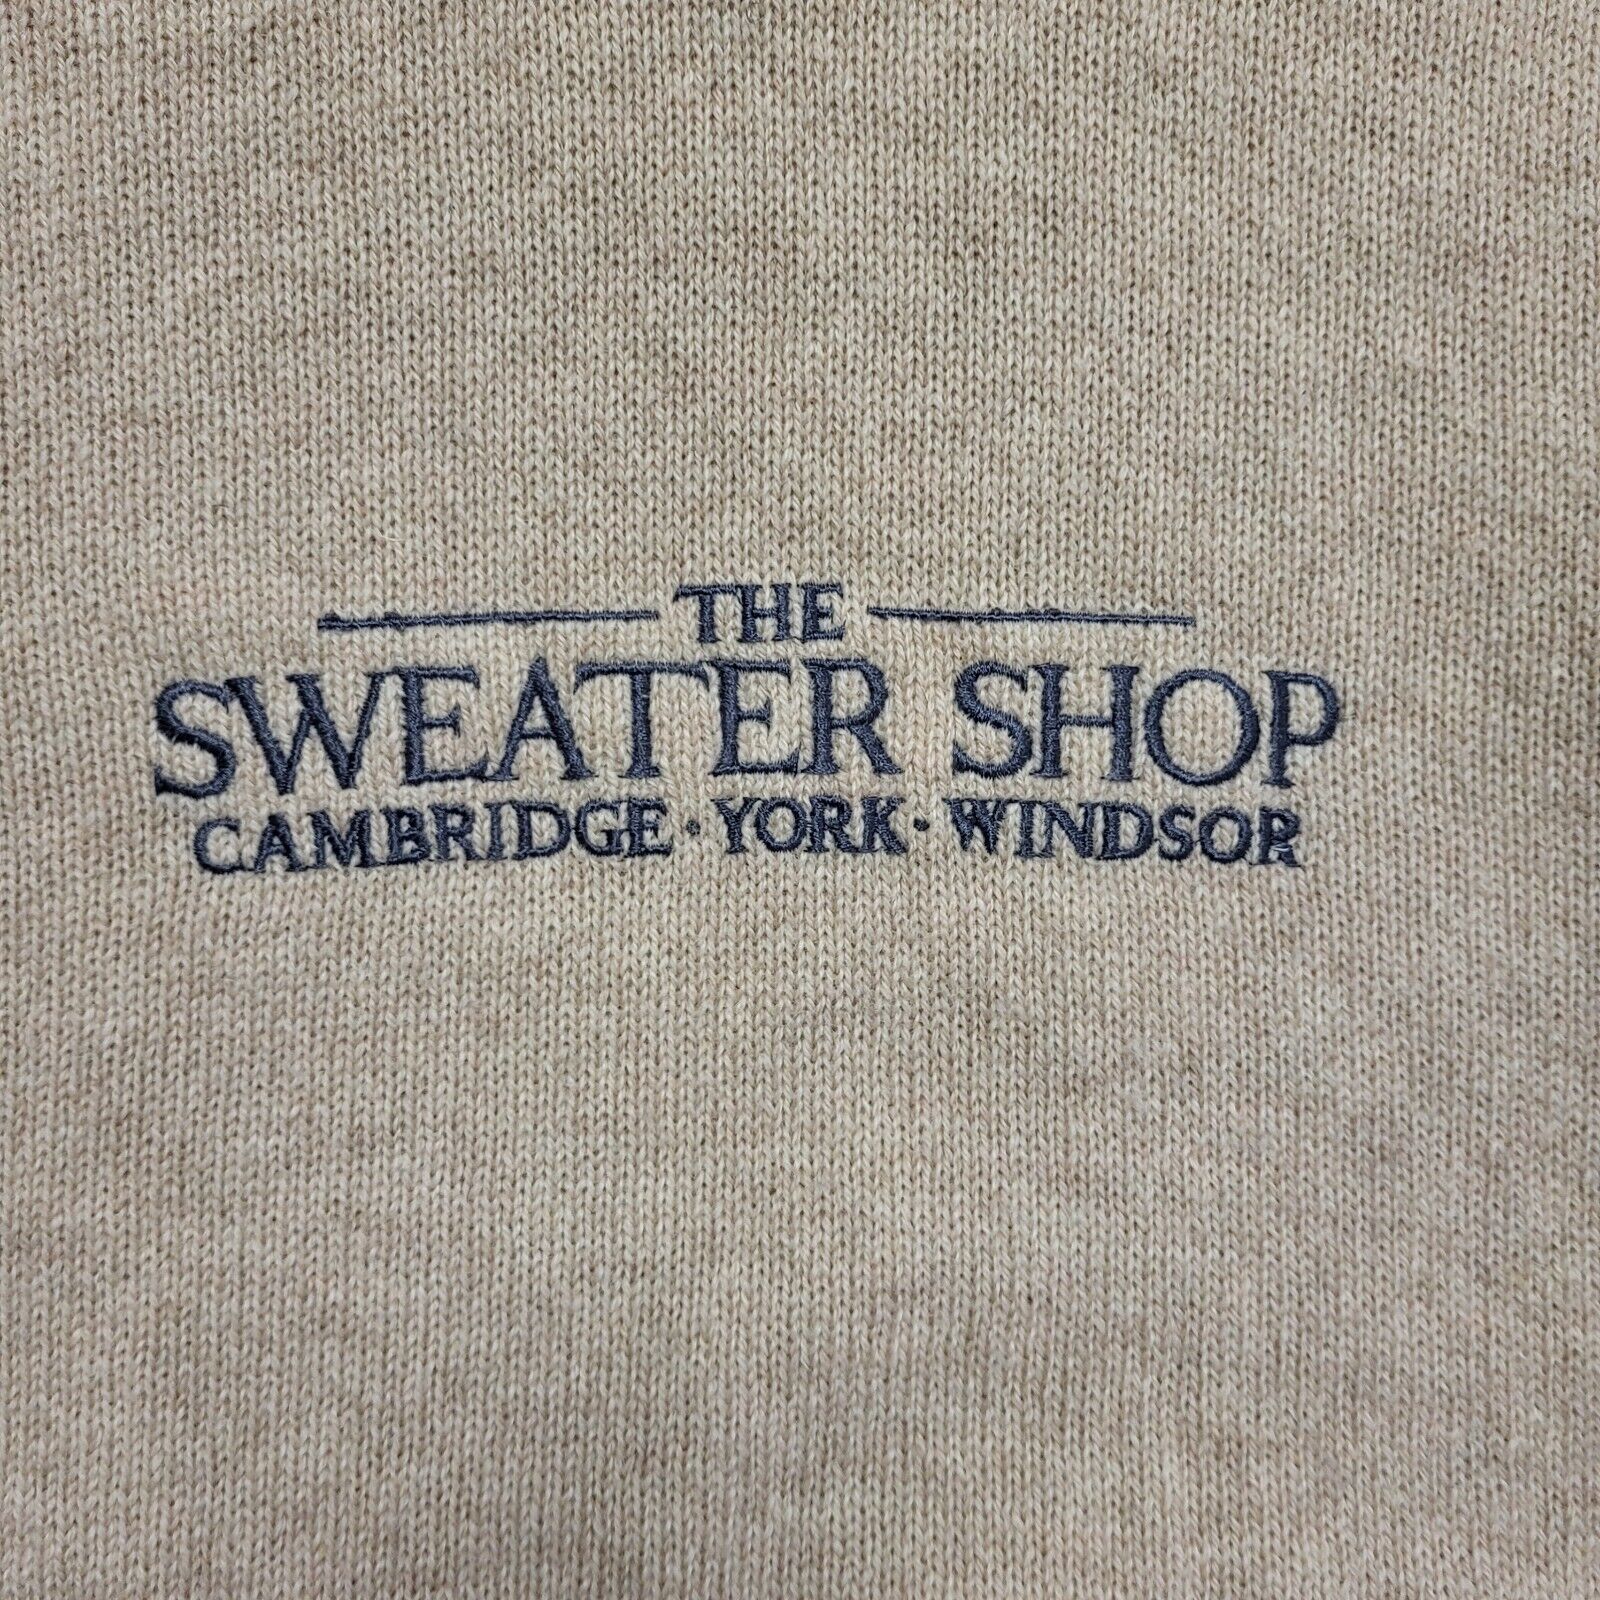 THE
SWEATER SHOP
CAMBRIDGE · YORK · WINDSOR